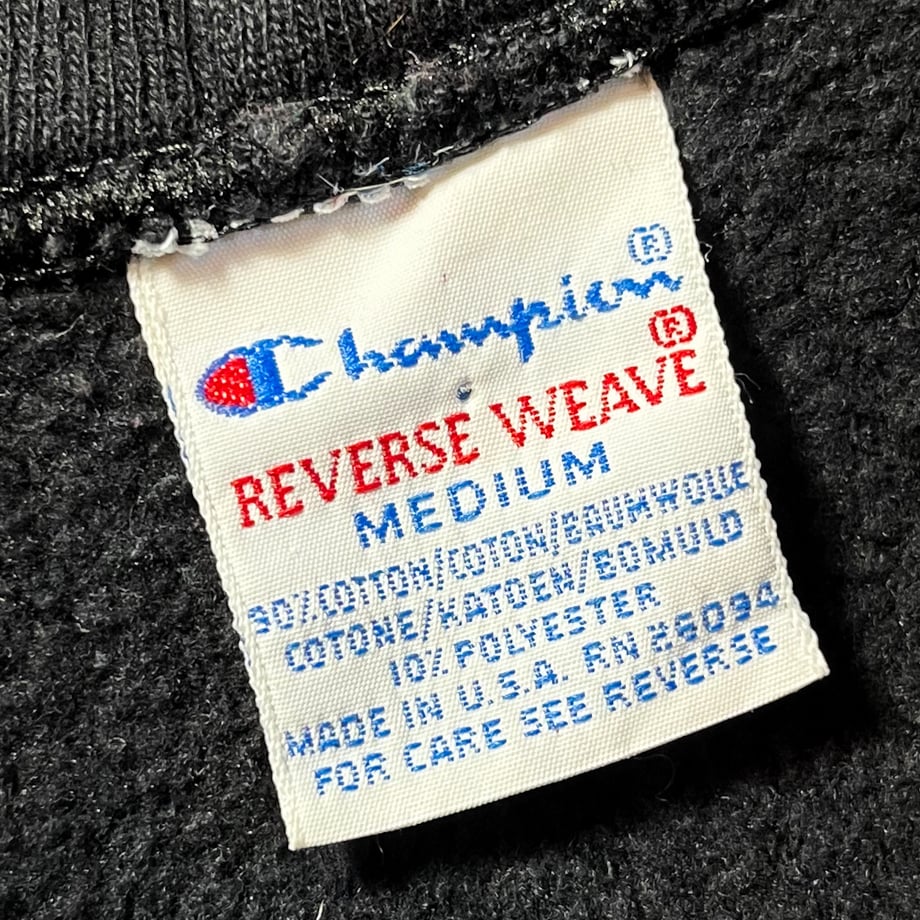 Champion®
REVERSE WEAVE®
MEDIUM
90% COTTON/COTON/BAUMWOLLE
COTONE/KATOEN/BOMULD
10% POLYESTER
MADE IN U.S.A. RN 26094
FOR CARE SEE REVERSE